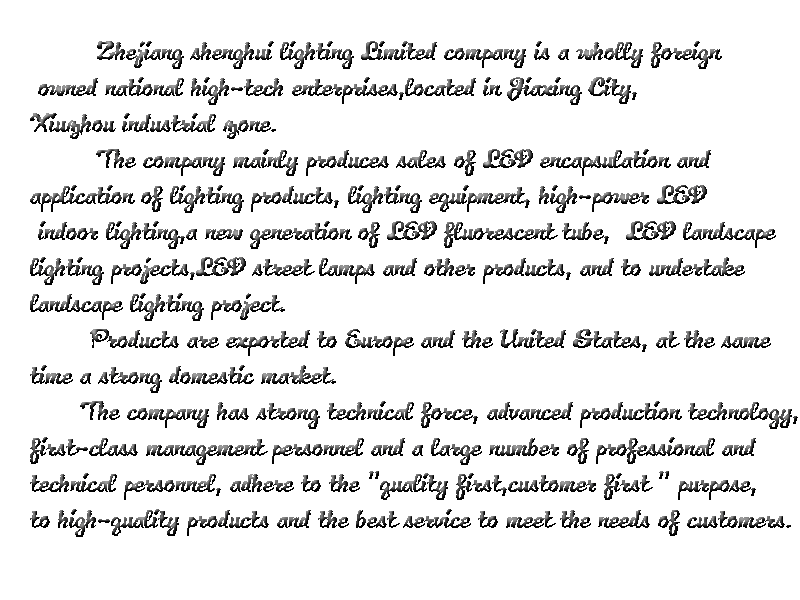 Zhejiang shenghui lighting Limited company is a wholly foreign
owned national high-tech enterprises,located in Jiaxing City,
Xiuzhou industrial zone.
The company mainly produces sales of LED encapsulation and
application of lighting products, lighting equipment, high-power LED
indoor lighting,a new generation of LED fluorescent tube, LED landscape
lighting projects,LED street lamps and other products, and to undertake
landscape lighting project.
Products are exported to Europe and the United States, at the same
time a strong domestic market.
The company has strong technical force, advanced production technology,
first-class management personnel and a large number of professional and
technical personnel, adhere to the "quality first,customer first " purpose,
to high-quality products and the best service to meet the needs of customers.